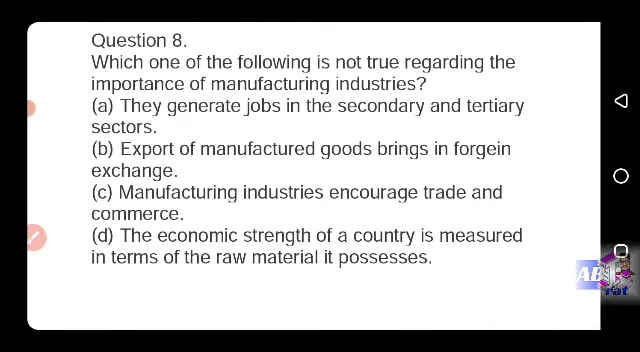 Question 8.
Which one of the following is not true regarding the
importance of manufacturing industries?
(a) They generate jobs in the secondary and tertiary
sectors.
(b) Export of manufactured goods brings in forgein
exchange.
(c) Manufacturing industries encourage trade and
commerce.
(d) The economic strength of a country is measured
in terms of the raw material it possesses.